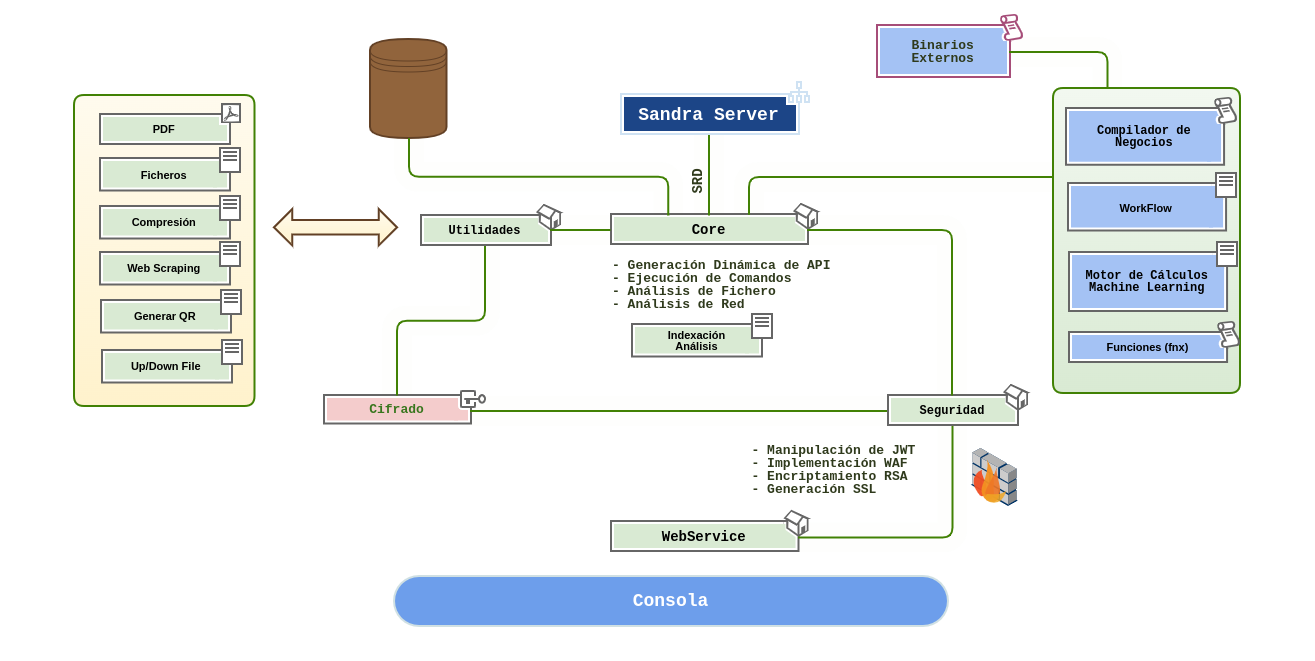 Binarios
Externos
Sandra Server
SRD
PDF
Ficheros
Compresión
Web Scraping
Generar QR
Up/Down File
Utilidades
Core
- Generación Dinámica de API
- Ejecución de Comandos
- Análisis de Fichero
- Análisis de Red
Indexación
Análisis
Compilador de
Negocios
WorkFlow
Motor de Cálculos
Machine Learning
Funciones (fnx)
Cifrado
Seguridad
- Manipulación de JWT
- Implementación WAF
- Encriptamiento RSA
- Generación SSL
WebService
Consola